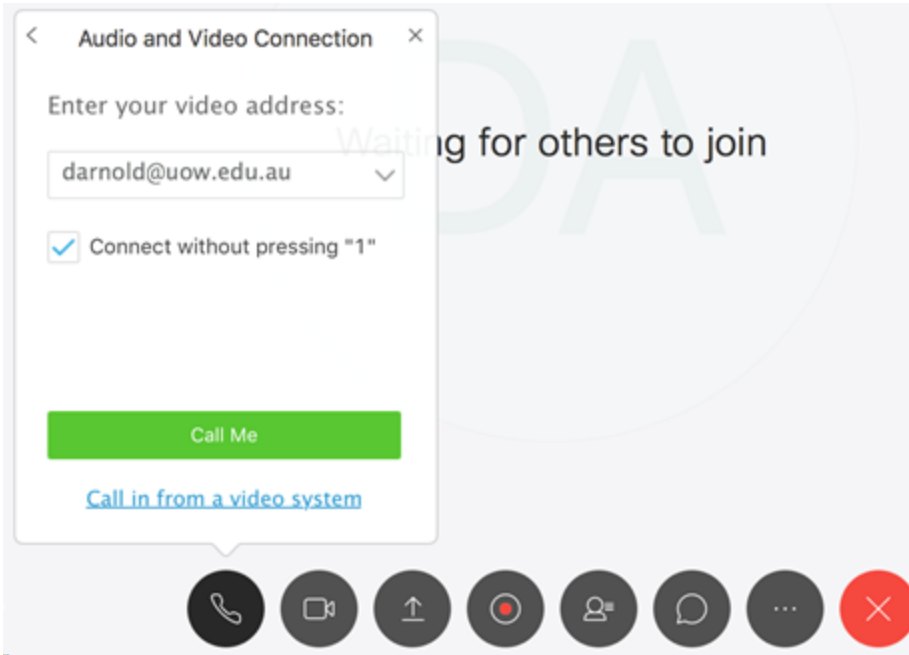 Audio and Video Connection
Enter your video address:
Waiting for others to join
darnold@uow.edu.au
Connect without pressing "1"
Call Me
Call in from a video system
DA